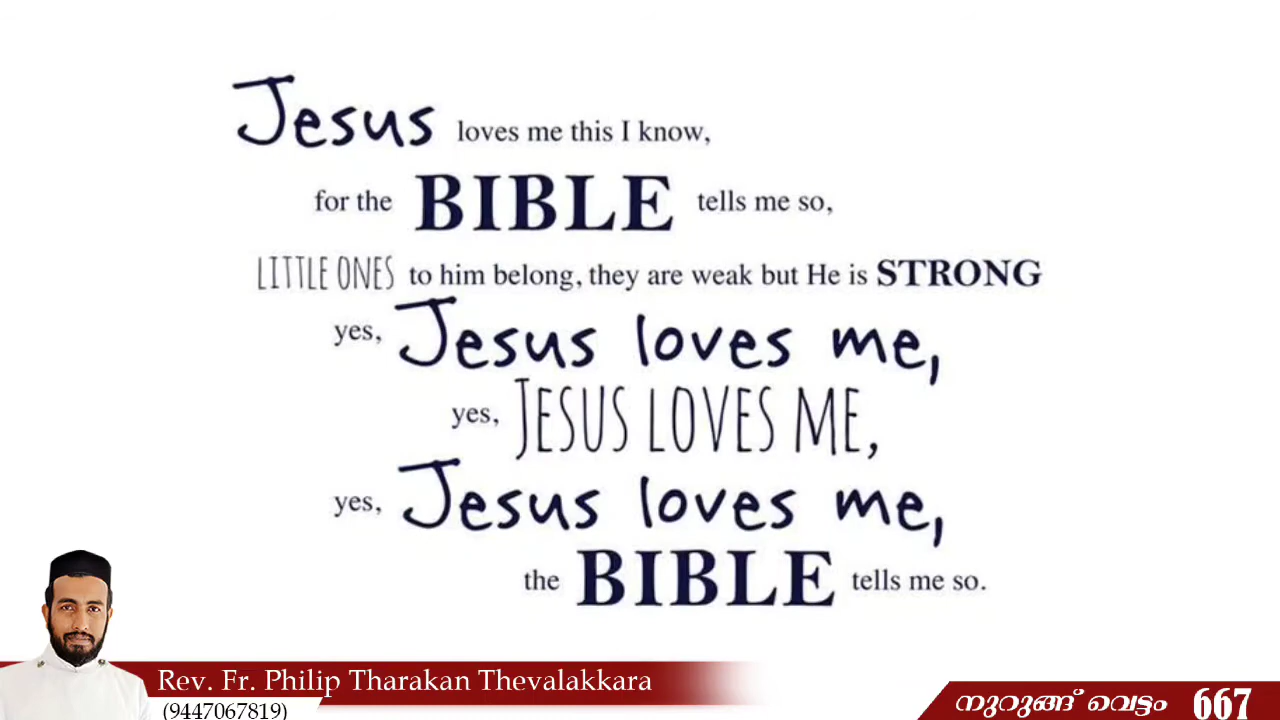 Jesus loves me this I know,
for the BIBLE tells me so,
LITTLE ONES to him belong, they are weak but He is STRONG
yes, Jesus loves me,
yes, JESUS LOVES ME,
yes, Jesus loves me,
the BIBLE tells me so.
Rev. Fr. Philip Tharakan Thevalakkara
(9447067819)
നുറുങ്ങ് വെട്ടം 667